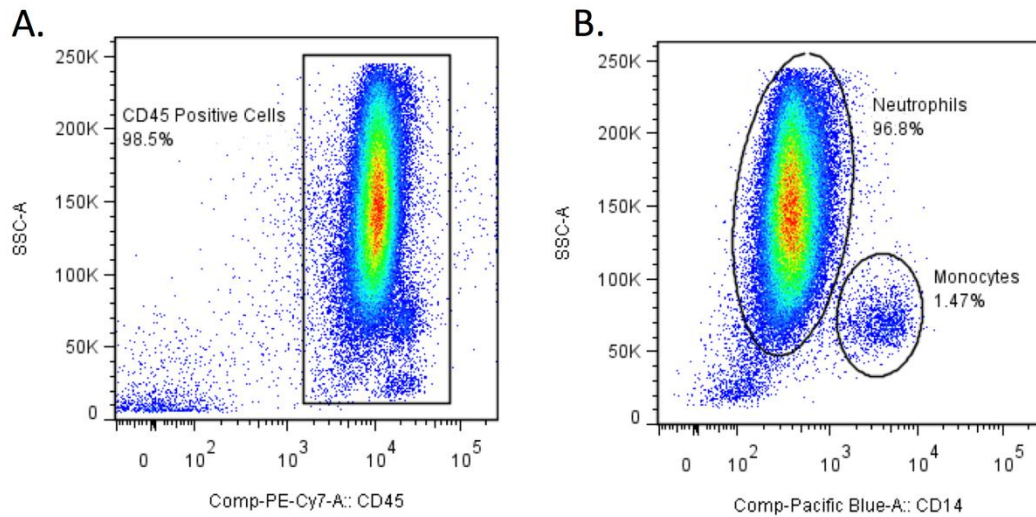 A.
250K
200K
150K
100K
50K
0
SSC-A
CD45 Positive Cells
98.5%
0 10^2 10^3 10^4 10^5
Comp-PE-Cy7-A:: CD45
B.
250K
200K
150K
100K
50K
0
SSC-A
Neutrophils
96.8%
Monocytes
1.47%
0 10^2 10^3 10^4 10^5
Comp-Pacific Blue-A:: CD14